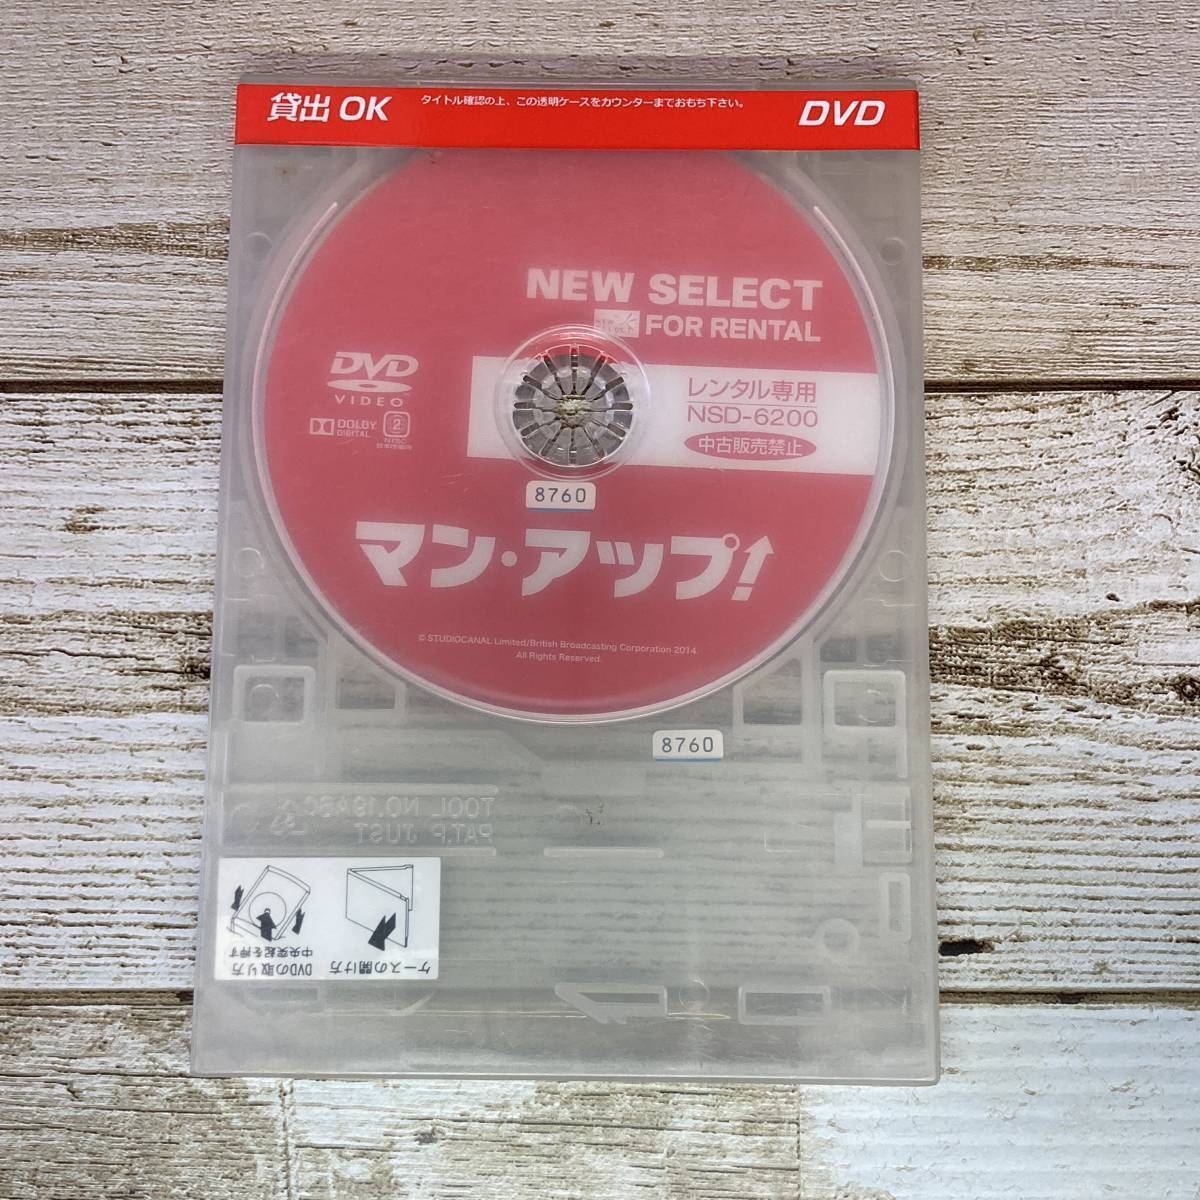 貸出 OK
タイトル確認の上、この透明ケースをカウンターまでおもち下さい。
DVD
NEW SELECT
FOR RENTAL
DVD
VIDEO
DOLBY
DIGITAL
2
NTSC
レンタル専用
NSD-6200
中古販売禁止
8760
マン・アップ!
© STUDIOCANAL Limited/British Broadcasting Corporation 2014.
All Rights Reserved.
8760
TOOL NO.
PAT.P JUST
ケースの開け方
DVDの取り方
中央突起を押す